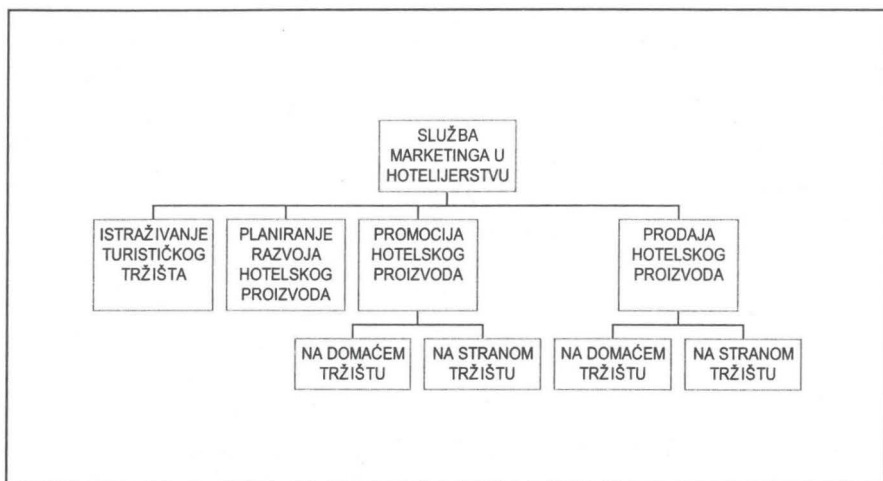 SLUŽBA
MARKETINGA U
HOTELIJERSTVU
ISTRAŽIVANJE
TURISTIČKOG
TRŽIŠTA
PLANIRANJE
RAZVOJA
HOTELSKOG
PROIZVODA
PROMOCIJA
HOTELSKOG
PROIZVODA
PRODAJA
HOTELSKOG
PROIZVODA
NA DOMAĆEM
TRŽIŠTU
NA STRANOM
TRŽIŠTU
NA DOMAĆEM
TRŽIŠTU
NA STRANOM
TRŽIŠTU